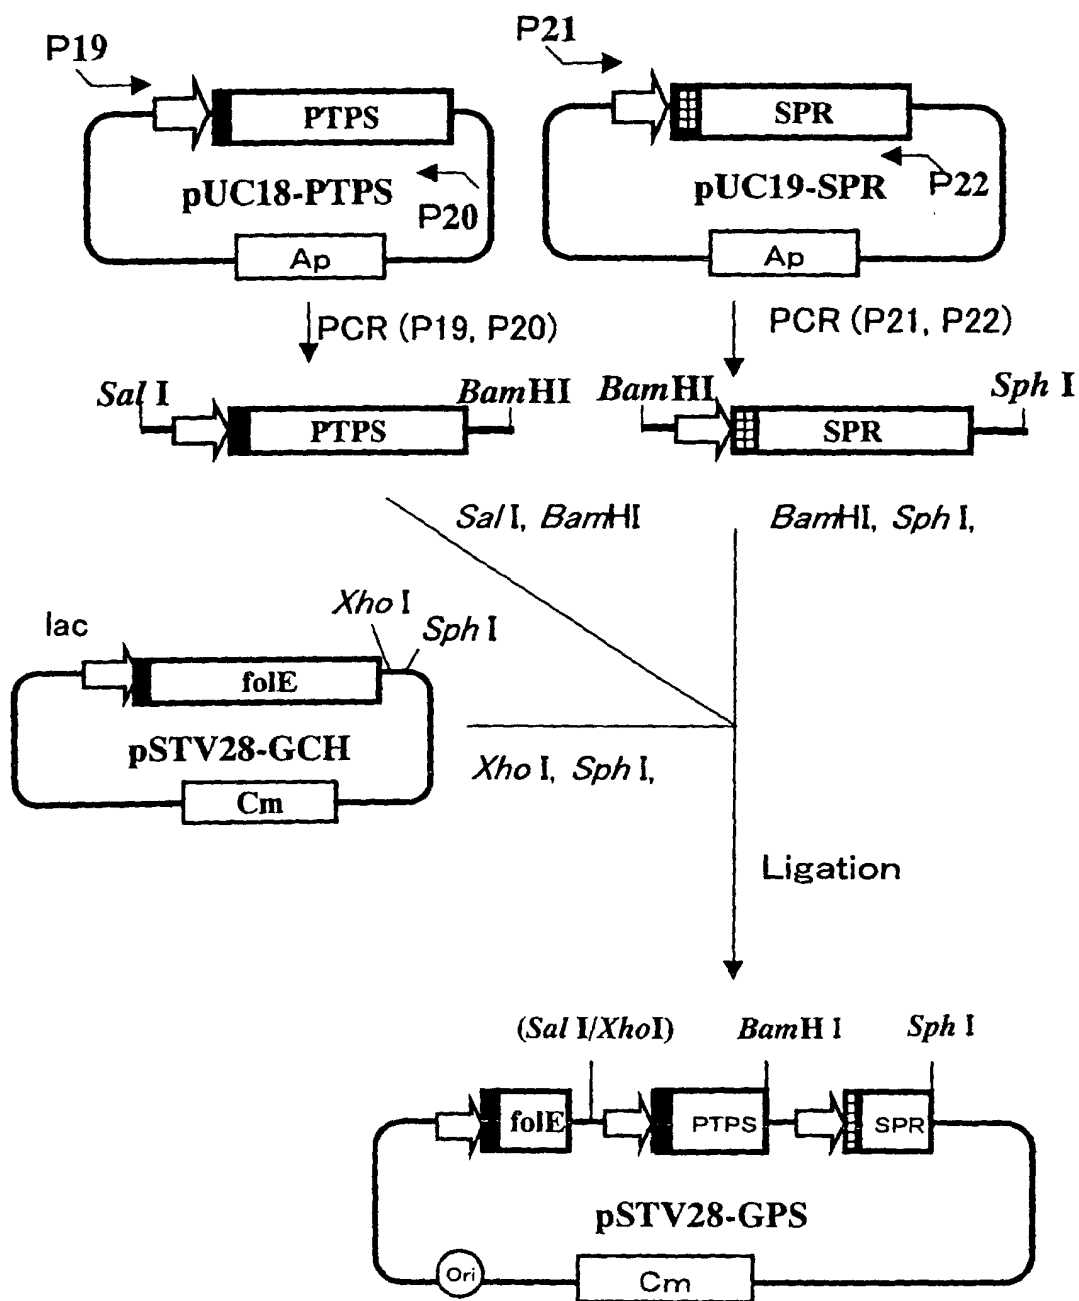 P19
P21
PTPS
SPR
pUC18-PTPS
P20
pUC19-SPR
P22
Ap
Ap
PCR (P19, P20)
PCR (P21, P22)
Sal I
BamHI
BamHI
Sph I
PTPS
SPR
Sal I, BamHI
BamHI, Sph I,
lac
Xho I
Sph I
folE
pSTV28-GCH
Xho I, Sph I,
Cm
Ligation
(Sal I/XhoI)
BamH I
Sph I
folE
PTPS
SPR
pSTV28-GPS
Ori
Cm